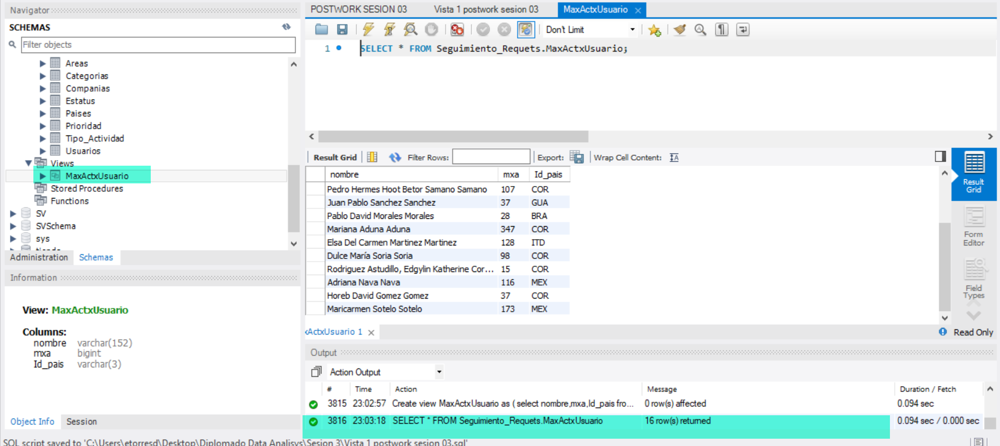 Navigator
SCHEMAS
Filter objects
Areas
Categorias
Companias
Estatus
Paises
Prioridad
Tipo_Actividad
Usuarios
Views
MaxActxUsuario
Stored Procedures
Functions
SV
SVSchema
sys
Administration Schemas
Information
View: MaxActxUsuario
Columns:
nombre varchar(152)
mxa bigint
Id_pais varchar(3)
Object Info Session
POSTWORK SESION 03 Vista 1 postwork sesion 03 MaxActxUsuario
Don't Limit
1 SELECT * FROM Seguimiento_Requets.MaxActxUsuario;
Result Grid Filter Rows: Export: Wrap Cell Content:
nombre mxa Id_pais
Pedro Hermes Hoot Betor Samano Samano 107 COR
Juan Pablo Sanchez Sanchez 37 GUA
Pablo David Morales Morales 28 BRA
Mariana Aduna Aduna 347 COR
Elsa Del Carmen Martinez Martinez 128 ITD
Dulce María Soria Soria 98 COR
Rodriguez Astudillo, Edgylin Katherine Cor... 15 COR
Adriana Nava Nava 116 MEX
Horeb David Gomez Gomez 37 COR
Maricarmen Sotelo Sotelo 173 MEX
Result
Grid
Form
Editor
Field
Types
xActxUsuario 1
Read Only
Output
Action Output
# Time Action Message Duration / Fetch
3815 23:02:57 Create view MaxActxUsuario as ( select nombre,mxa,Id_pais fro... 0 row(s) affected 0.094 sec
3816 23:03:18 SELECT * FROM Seguimiento_Requets.MaxActxUsuario 16 row(s) returned 0.094 sec / 0.000 sec
SQL script saved to 'C:\Users\etorresd\Desktop\Diplomado Data Analisys\Sesion 3\Vista 1 postwork sesion 03.sql'